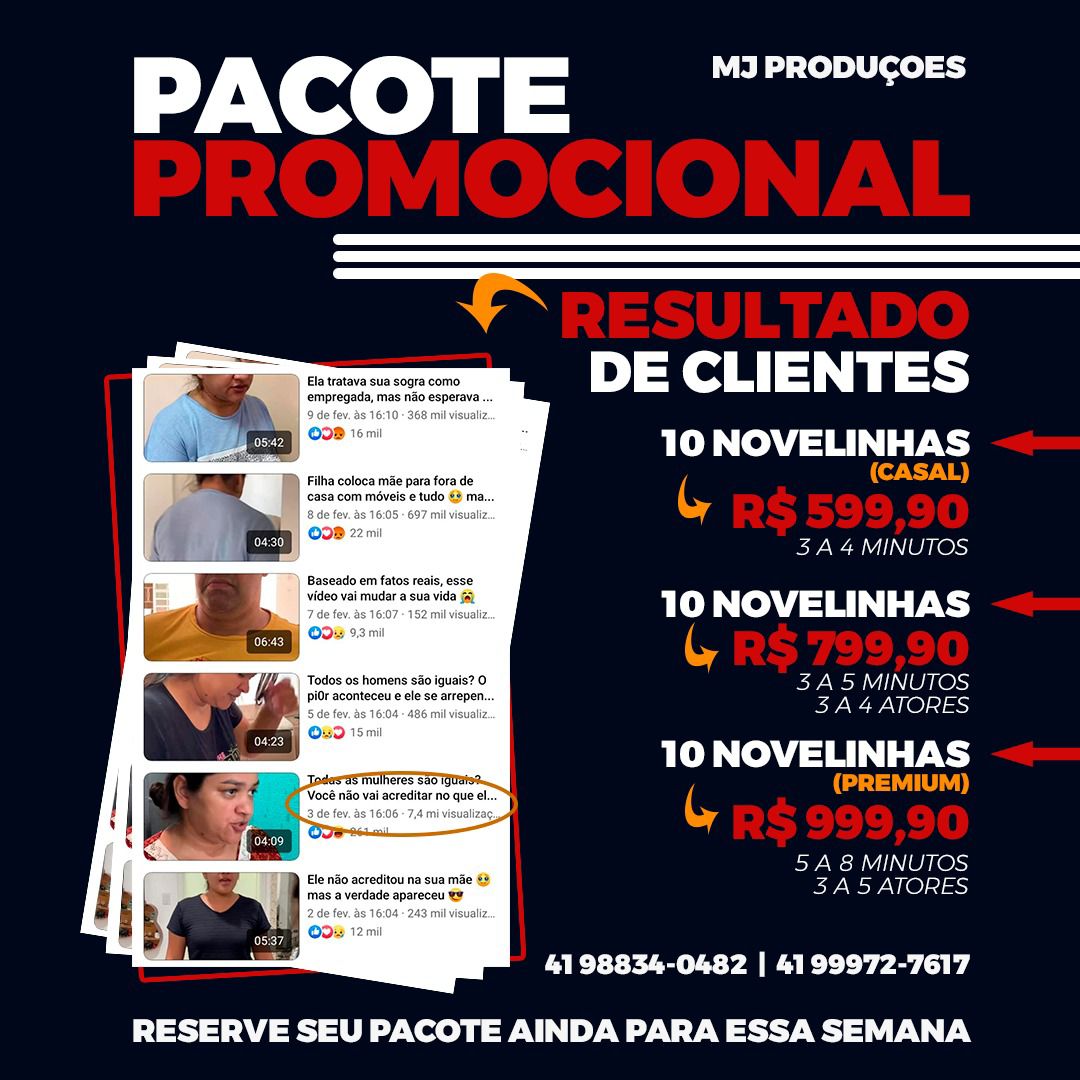 PACOTE
MJ PRODUÇOES
PROMOCIONAL
RESULTADO
DE CLIENTES
Ela tratava sua sogra como
empregada, mas não esperava ...
9 de fev. às 16:10 · 368 mil visualiz...
16 mil
05:42
Filha coloca mãe para fora de
casa com móveis e tudo 🥹 ma...
8 de fev. às 16:05 · 697 mil visualiz...
22 mil
04:30
Baseado em fatos reais, esse
vídeo vai mudar a sua vida 😭
7 de fev. às 16:07 · 152 mil visualiz...
9,3 mil
06:43
Todos os homens são iguais? O
pi0r aconteceu e ele se arrepen...
5 de fev. às 16:04 · 486 mil visualiz...
15 mil
04:23
Todas as mulheres são iguais?
Você não vai acreditar no que el...
3 de fev. às 16:06 · 7,4 mi visualizaç...
261 mil
04:09
Ele não acreditou na sua mãe 🥹
mas a verdade apareceu 😎
2 de fev. às 16:04 · 243 mil visualiz...
12 mil
05:37
10 NOVELINHAS
(CASAL)
R$ 599,90
3 A 4 MINUTOS
10 NOVELINHAS
R$ 799,90
3 A 5 MINUTOS
3 A 4 ATORES
10 NOVELINHAS
(PREMIUM)
R$ 999,90
5 A 8 MINUTOS
3 A 5 ATORES
41 98834-0482 | 41 99972-7617
RESERVE SEU PACOTE AINDA PARA ESSA SEMANA